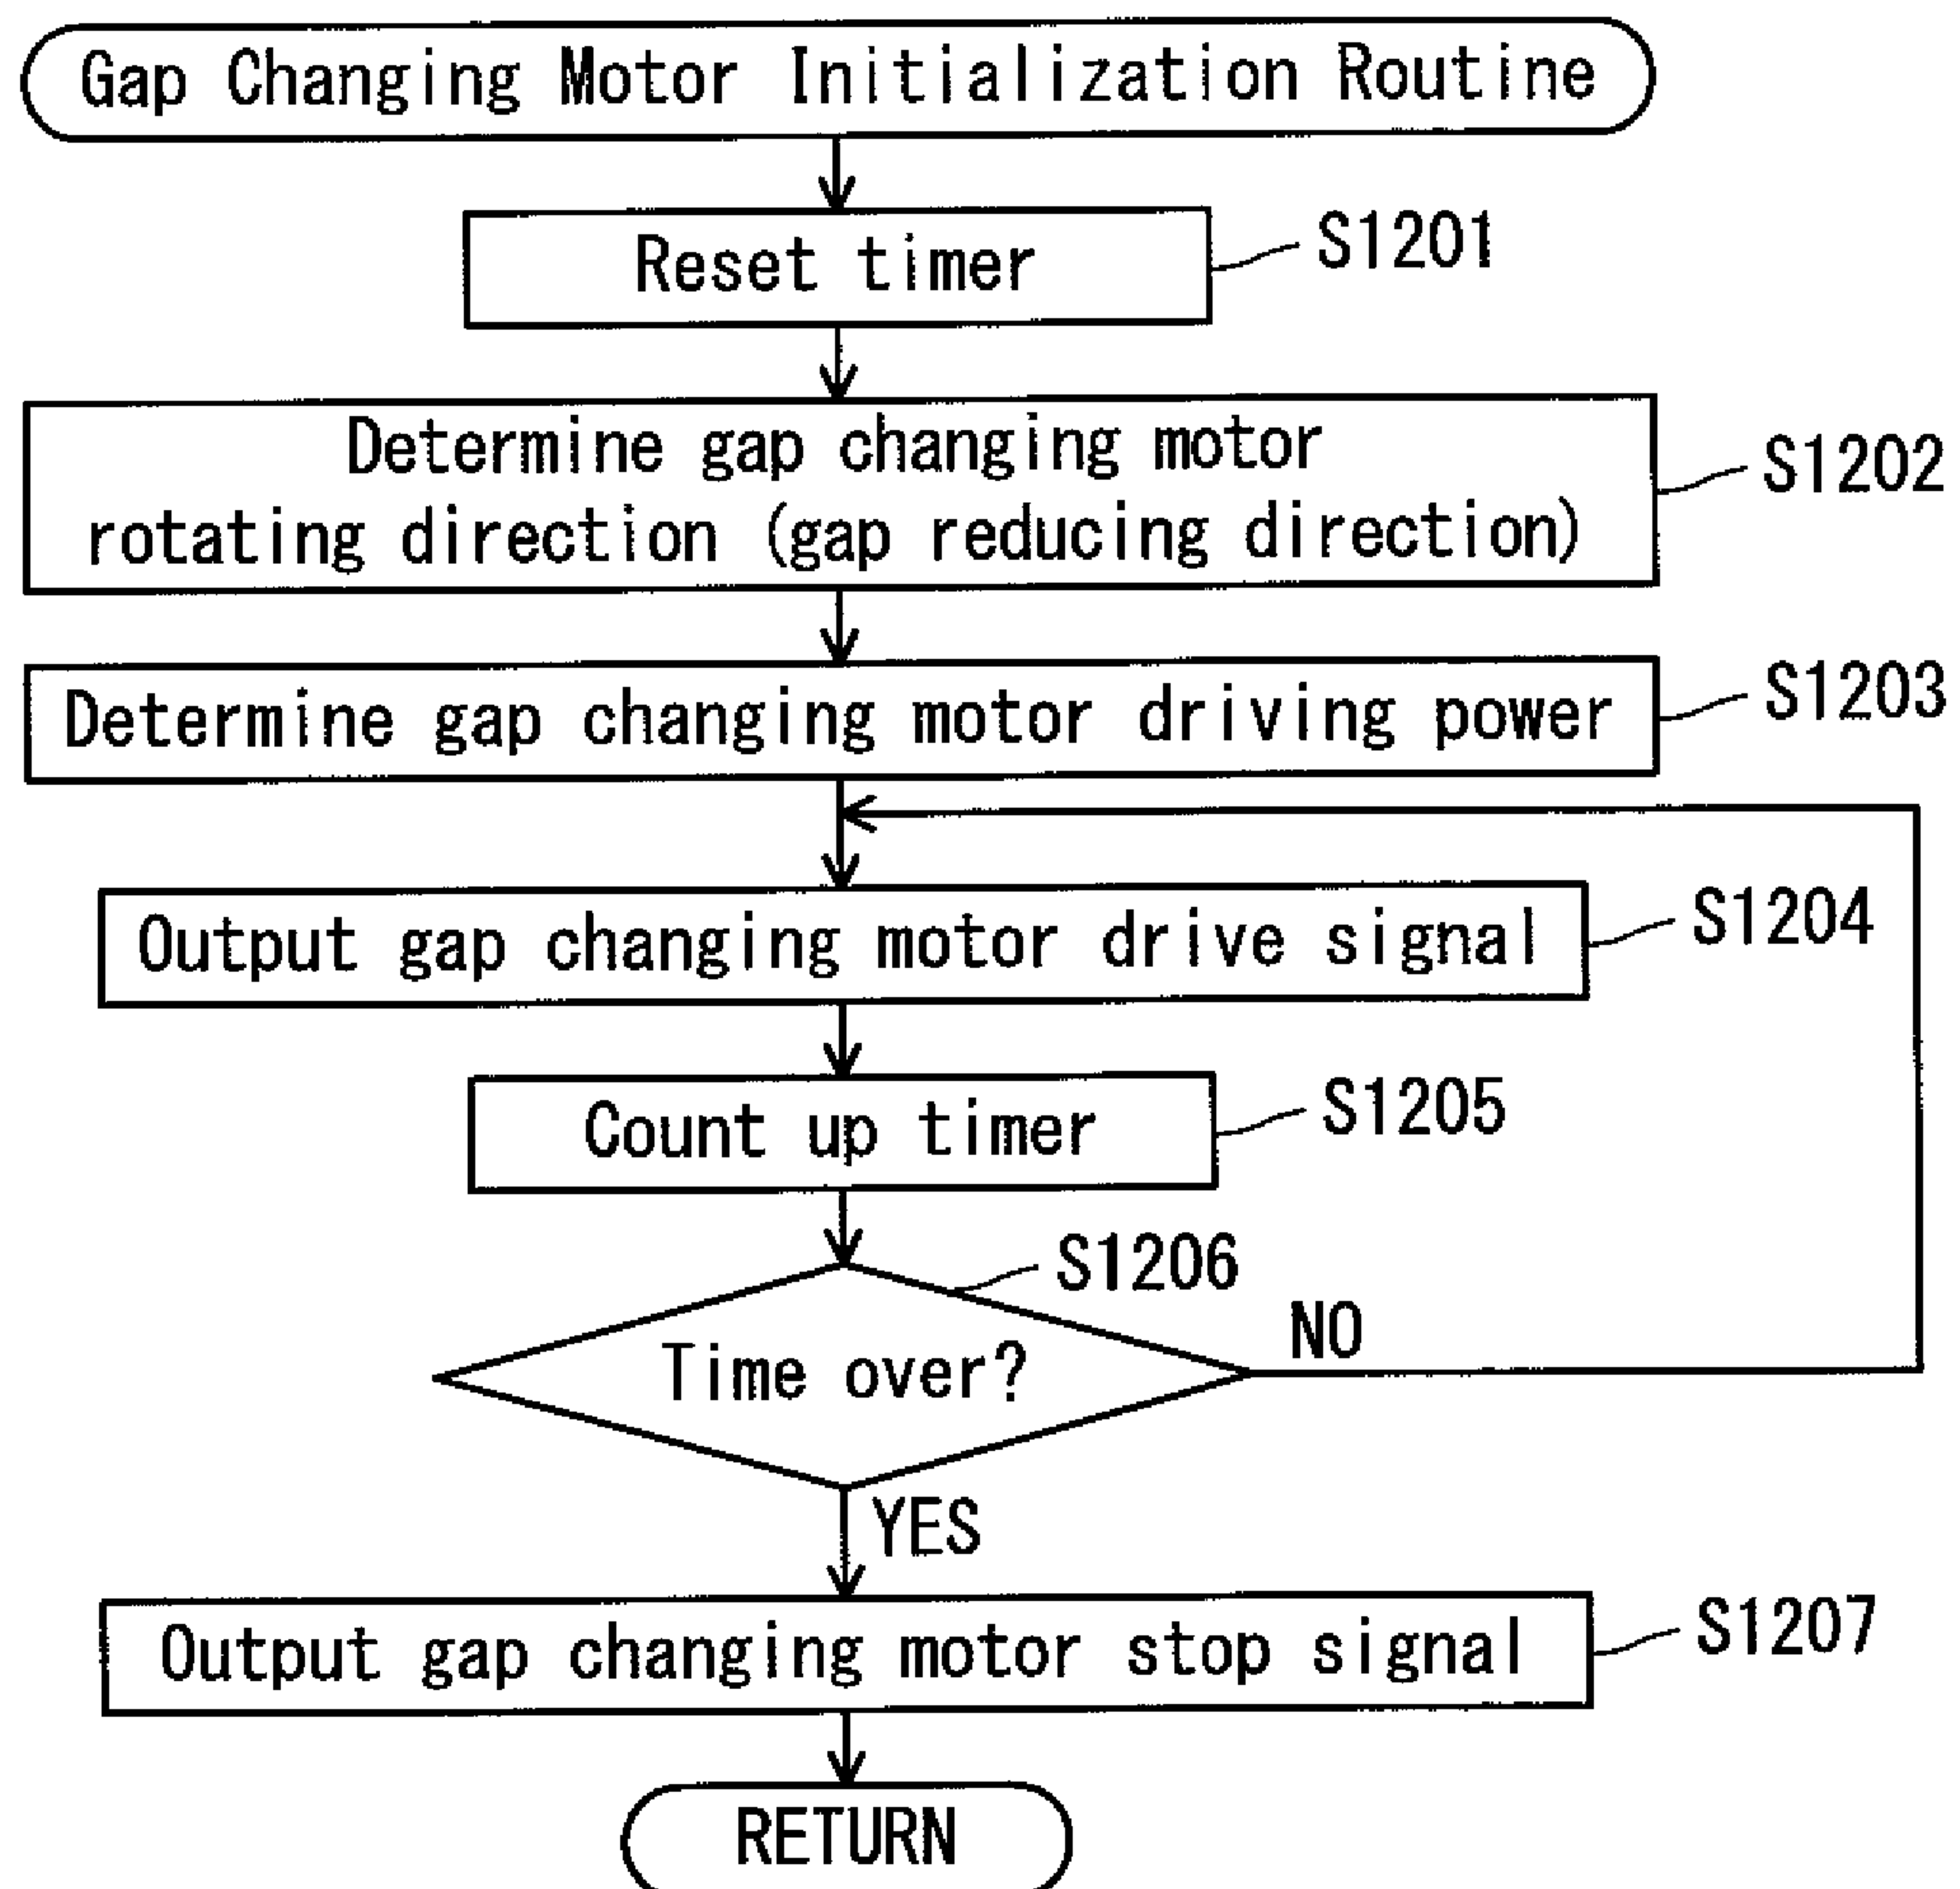 Gap Changing Motor Initialization Routine
Reset timer
S1201
Determine gap changing motor
rotating direction (gap reducing direction)
S1202
Determine gap changing motor driving power
S1203
Output gap changing motor drive signal
S1204
Count up timer
S1205
S1206
Time over?
NO
YES
Output gap changing motor stop signal
S1207
RETURN